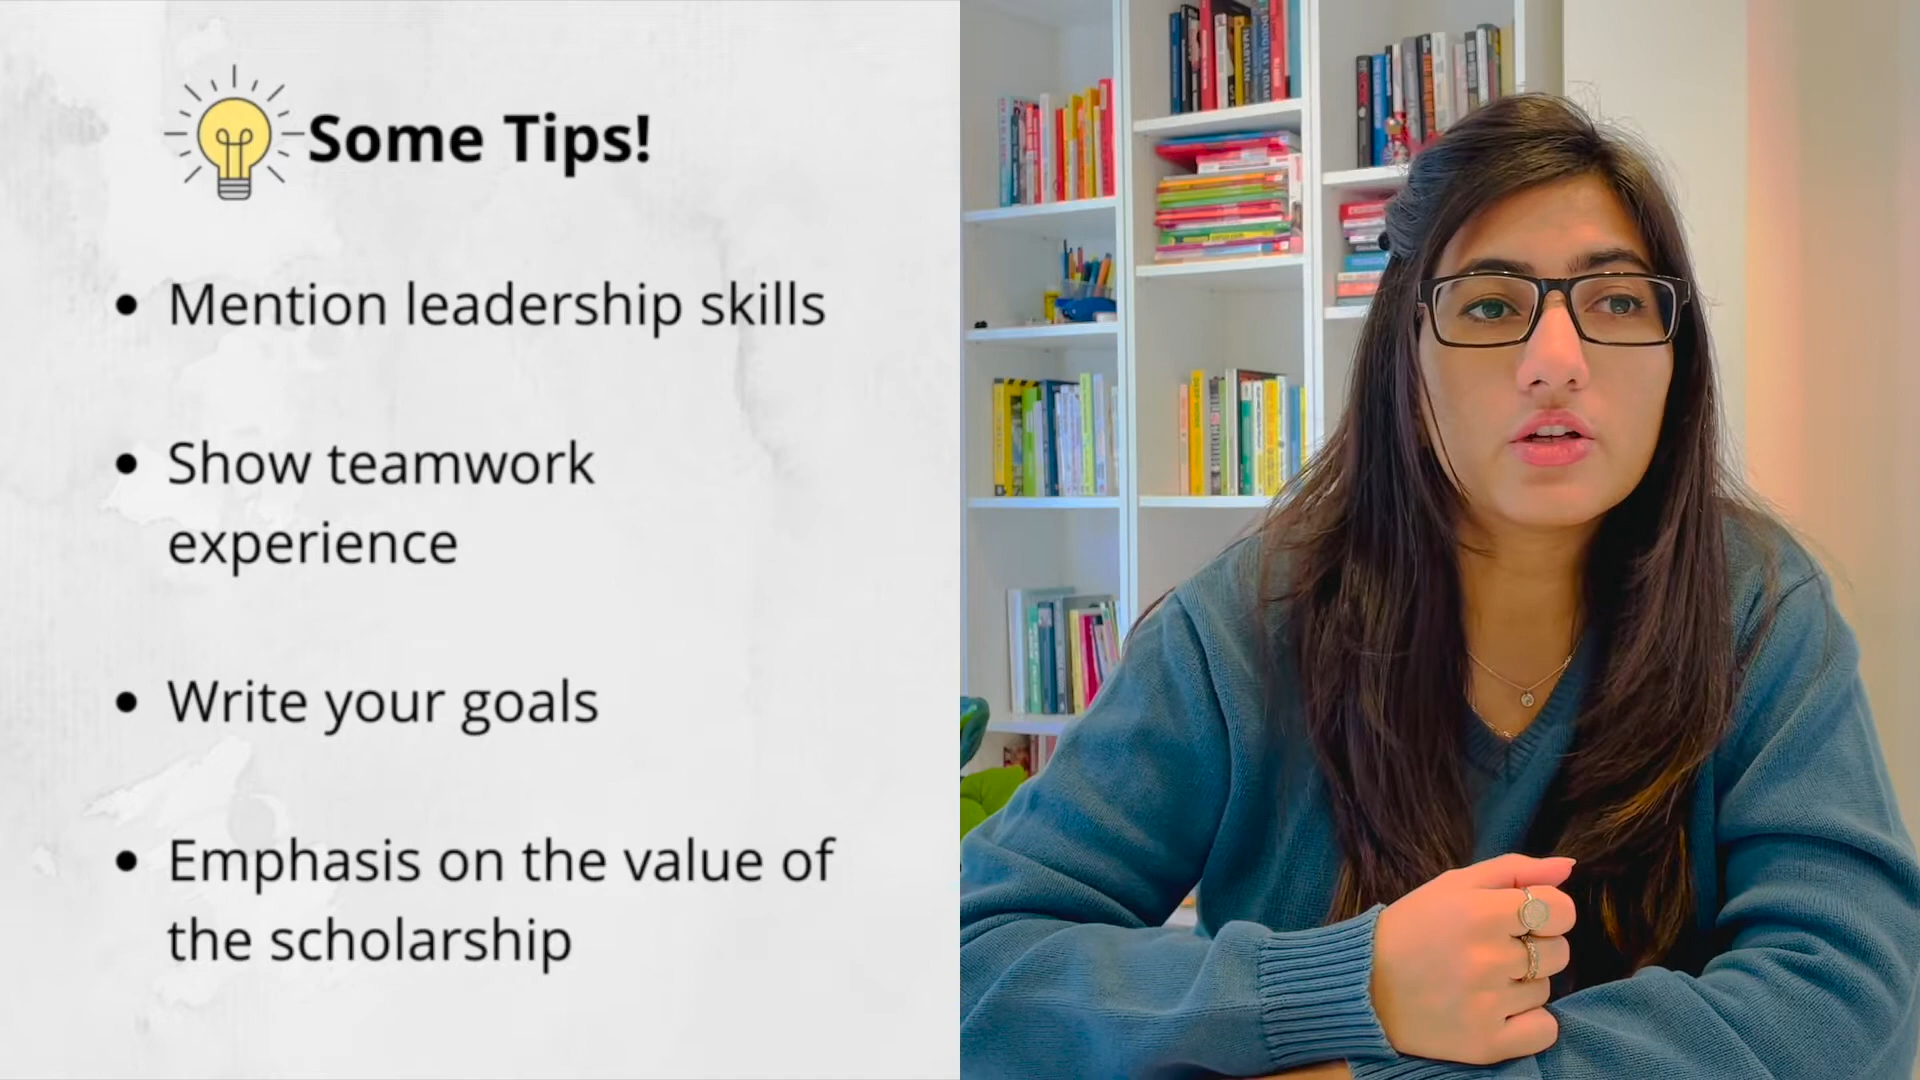 Some Tips!
Mention leadership skills
Show teamwork
experience
Write your goals
Emphasis on the value of
the scholarship